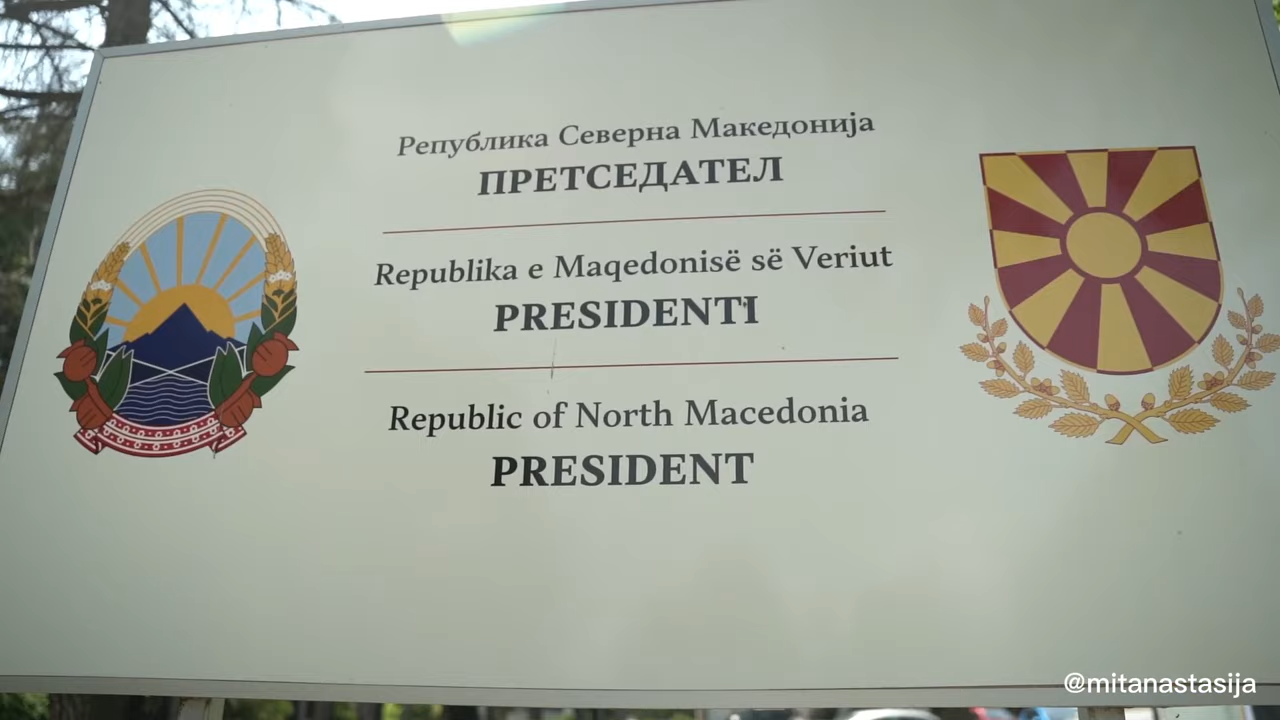 Република Северна Македонија
ПРЕТСЕДАТЕЛ
Republika e Maqedonisë së Veriut
PRESIDENTI
Republic of North Macedonia
PRESIDENT
@mitanastasija